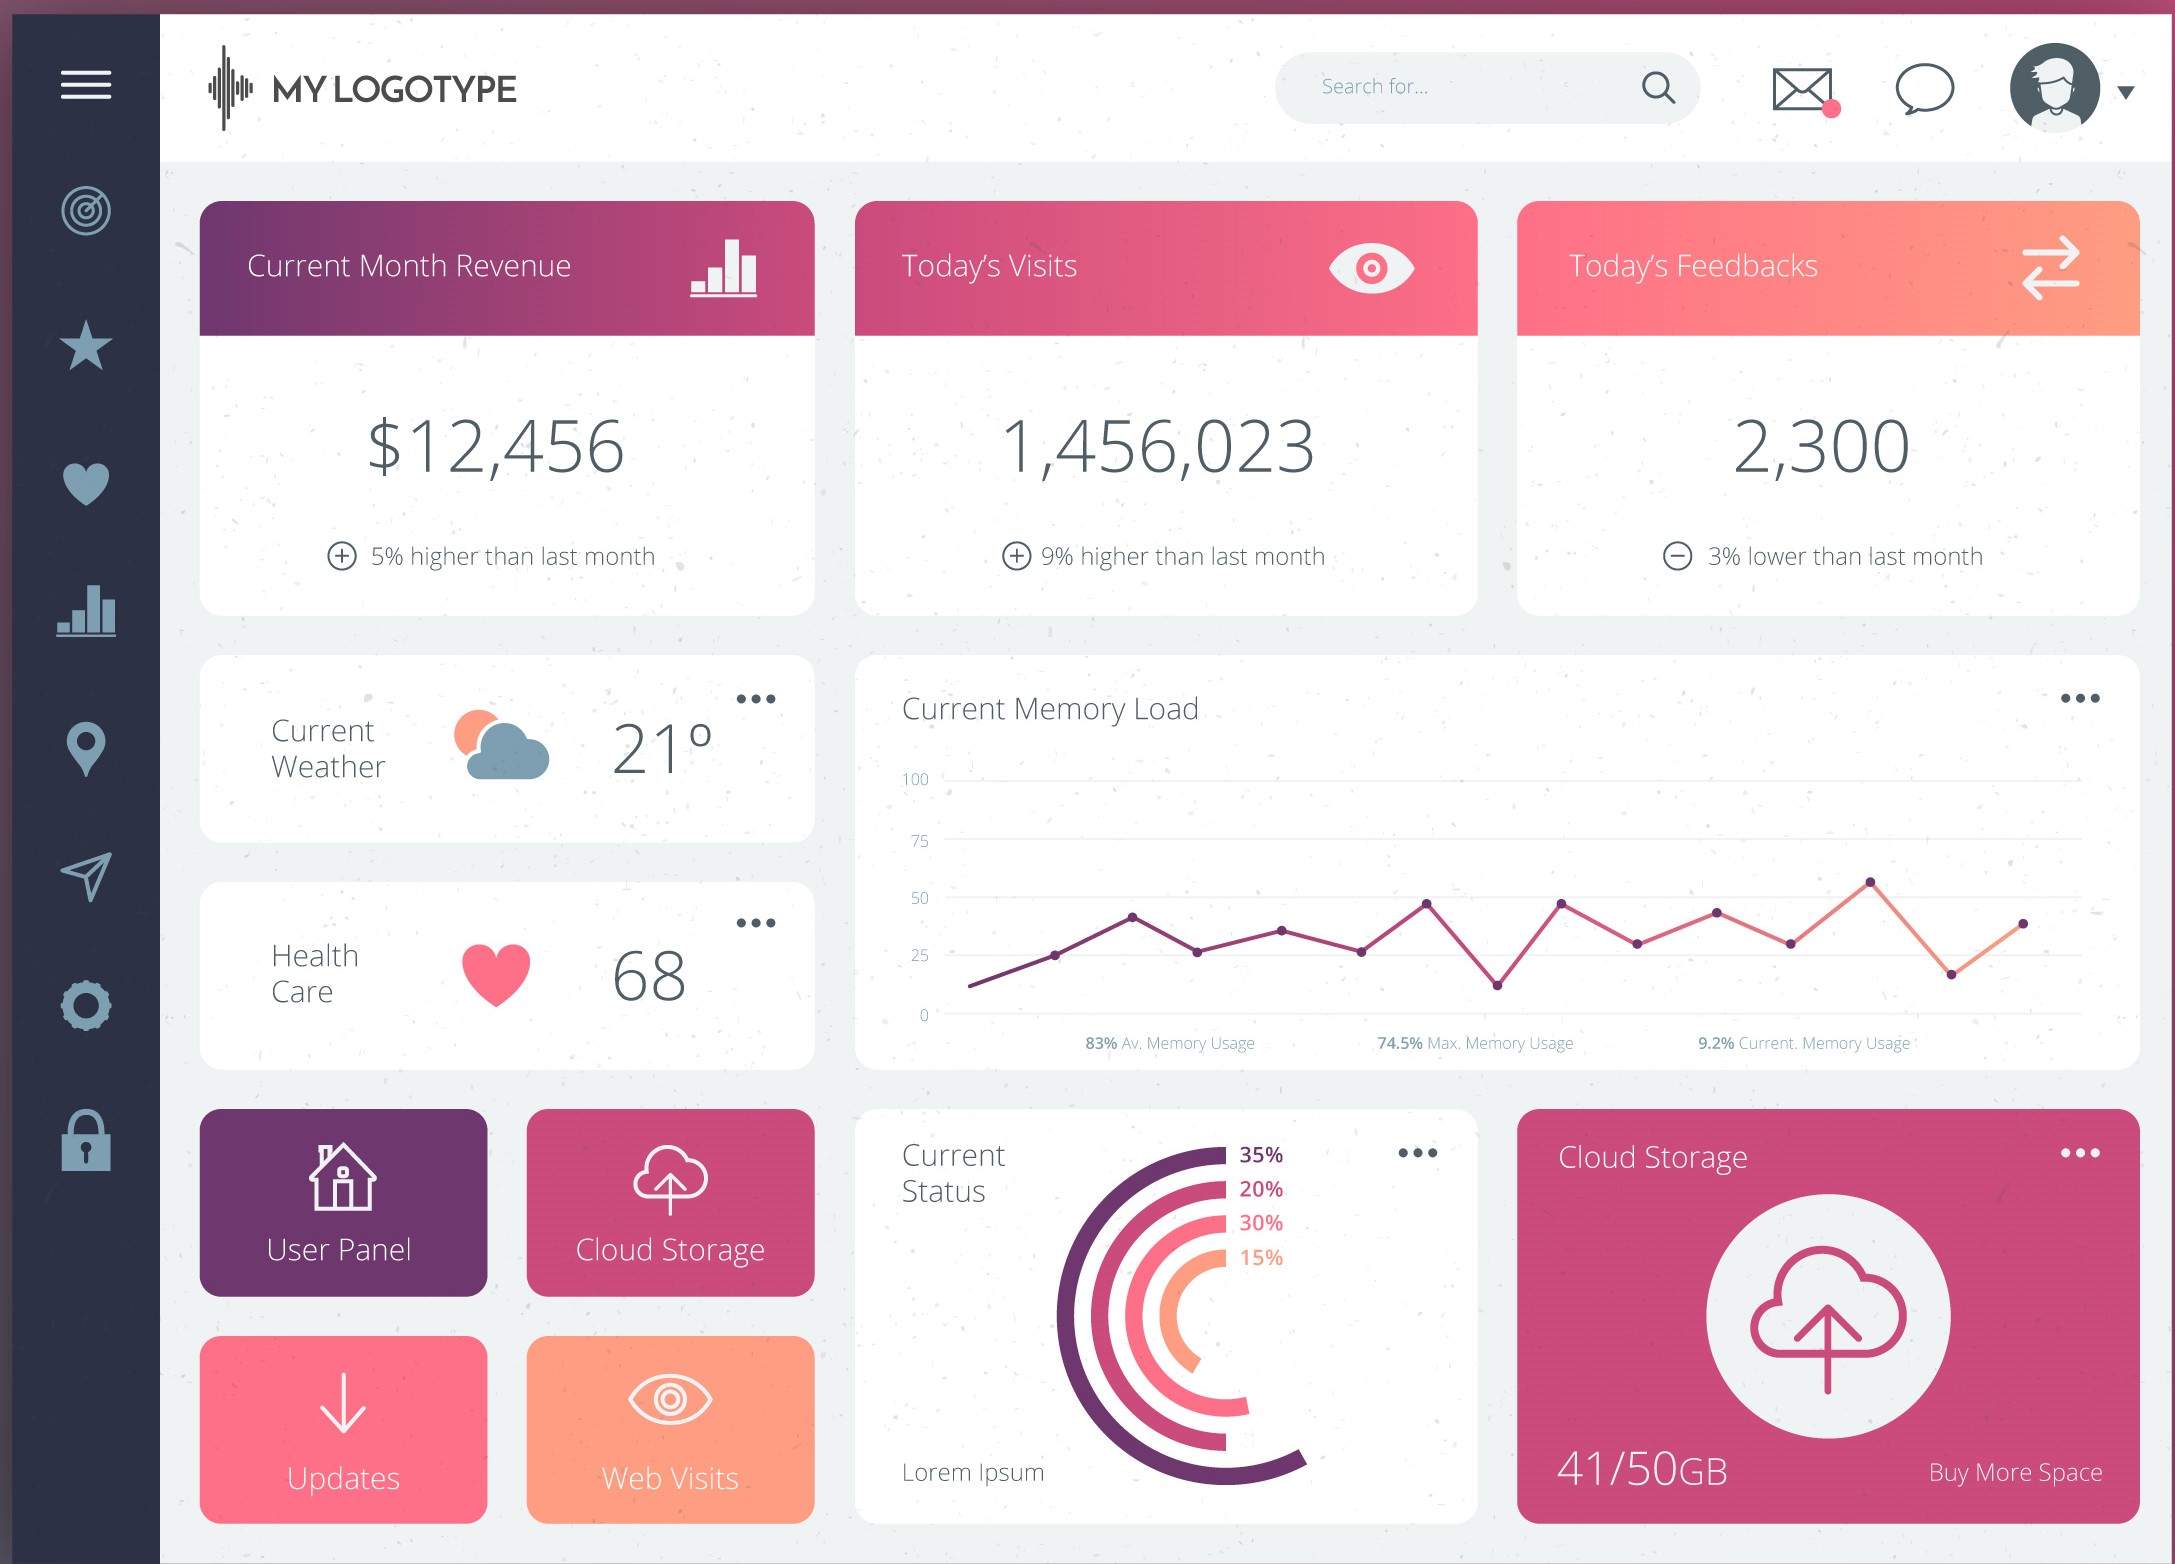 MY LOGOTYPE
Search for...
Current Month Revenue
$12,456
5% higher than last month
Today's Visits
1,456,023
9% higher than last month
Today's Feedbacks
2,300
3% lower than last month
Current
Weather
21º
Health
Care
68
Current Memory Load
100
75
50
25
0
83% Av. Memory Usage
74.5% Max. Memory Usage
9.2% Current. Memory Usage
User Panel
Cloud Storage
Updates
Web Visits
Current
Status
35%
20%
30%
15%
Lorem Ipsum
Cloud Storage
41/50GB
Buy More Space